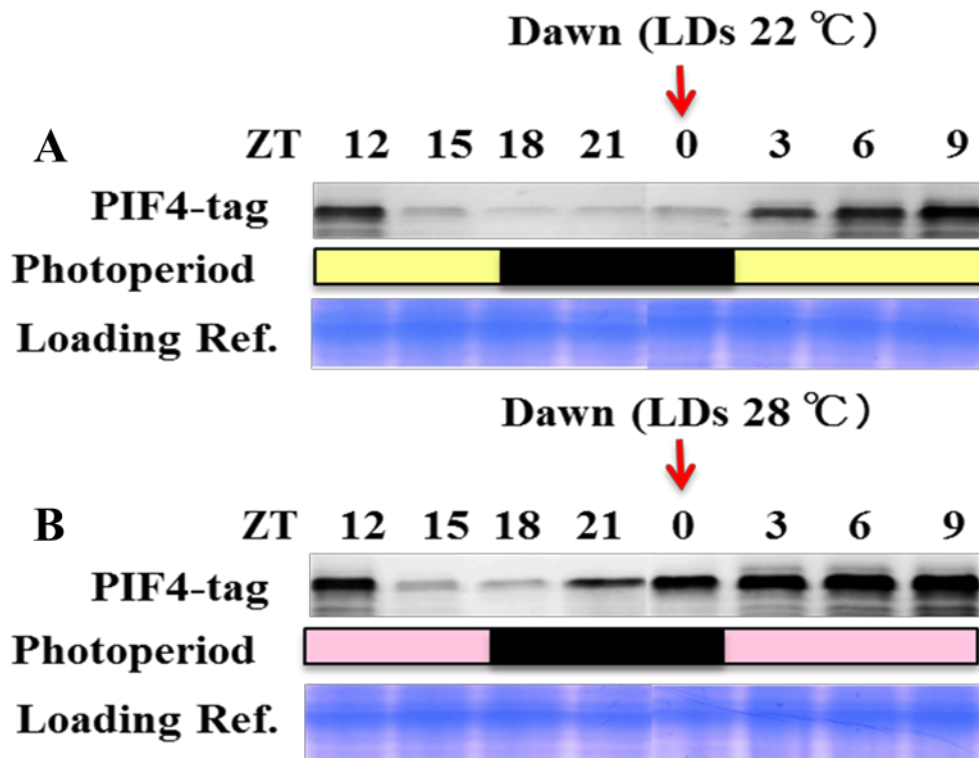 Dawn (LDs 22 ℃)
A
ZT 12 15 18 21 0 3 6 9
PIF4-tag
Photoperiod
Loading Ref.
Dawn (LDs 28 ℃)
B
ZT 12 15 18 21 0 3 6 9
PIF4-tag
Photoperiod
Loading Ref.